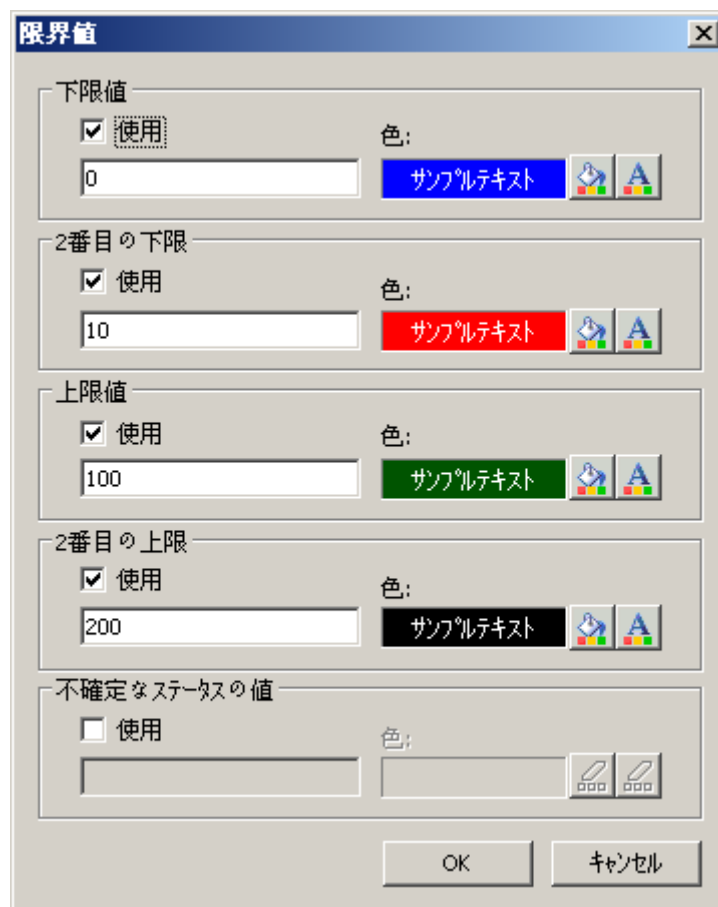 限界値
下限値
使用
色:
0
サンプルテキスト
2番目の下限
使用
色:
10
サンプルテキスト
上限値
使用
色:
100
サンプルテキスト
2番目の上限
使用
色:
200
サンプルテキスト
不確定なステータスの値
使用
色:
OK
キャンセル